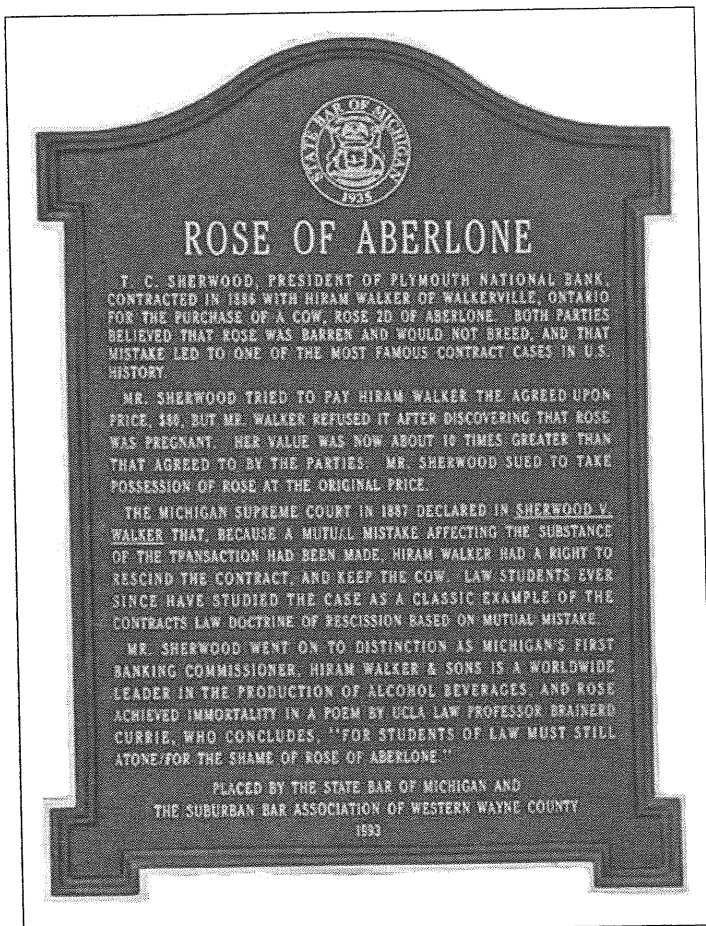 STATE BAR OF MICHIGAN
1935
ROSE OF ABERLONE
T. C. SHERWOOD, PRESIDENT OF PLYMOUTH NATIONAL BANK,
CONTRACTED IN 1886 WITH HIRAM WALKER OF WALKERVILLE, ONTARIO
FOR THE PURCHASE OF A COW, ROSE 2D OF ABERLONE. BOTH PARTIES
BELIEVED THAT ROSE WAS BARREN AND WOULD NOT BREED, AND THAT
MISTAKE LED TO ONE OF THE MOST FAMOUS CONTRACT CASES IN U.S.
HISTORY.
MR. SHERWOOD TRIED TO PAY HIRAM WALKER THE AGREED UPON
PRICE, $80, BUT MR. WALKER REFUSED IT AFTER DISCOVERING THAT ROSE
WAS PREGNANT. HER VALUE WAS NOW ABOUT 10 TIMES GREATER THAN
THAT AGREED TO BY THE PARTIES. MR. SHERWOOD SUED TO TAKE
POSSESSION OF ROSE AT THE ORIGINAL PRICE.
THE MICHIGAN SUPREME COURT IN 1887 DECLARED IN SHERWOOD V.
WALKER THAT, BECAUSE A MUTUAL MISTAKE AFFECTING THE SUBSTANCE
OF THE TRANSACTION HAD BEEN MADE, HIRAM WALKER HAD A RIGHT TO
RESCIND THE CONTRACT, AND KEEP THE COW. LAW STUDENTS EVER
SINCE HAVE STUDIED THE CASE AS A CLASSIC EXAMPLE OF THE
CONTRACTS LAW DOCTRINE OF RESCISSION BASED ON MUTUAL MISTAKE.
MR. SHERWOOD WENT ON TO DISTINCTION AS MICHIGAN'S FIRST
BANKING COMMISSIONER, HIRAM WALKER & SONS IS A WORLDWIDE
LEADER IN THE PRODUCTION OF ALCOHOL BEVERAGES, AND ROSE
ACHIEVED IMMORTALITY IN A POEM BY UCLA LAW PROFESSOR BRAINERD
CURRIE, WHO CONCLUDES, "FOR STUDENTS OF LAW MUST STILL
ATONE/FOR THE SHAME OF ROSE OF ABERLONE."
PLACED BY THE STATE BAR OF MICHIGAN AND
THE SUBURBAN BAR ASSOCIATION OF WESTERN WAYNE COUNTY
1993